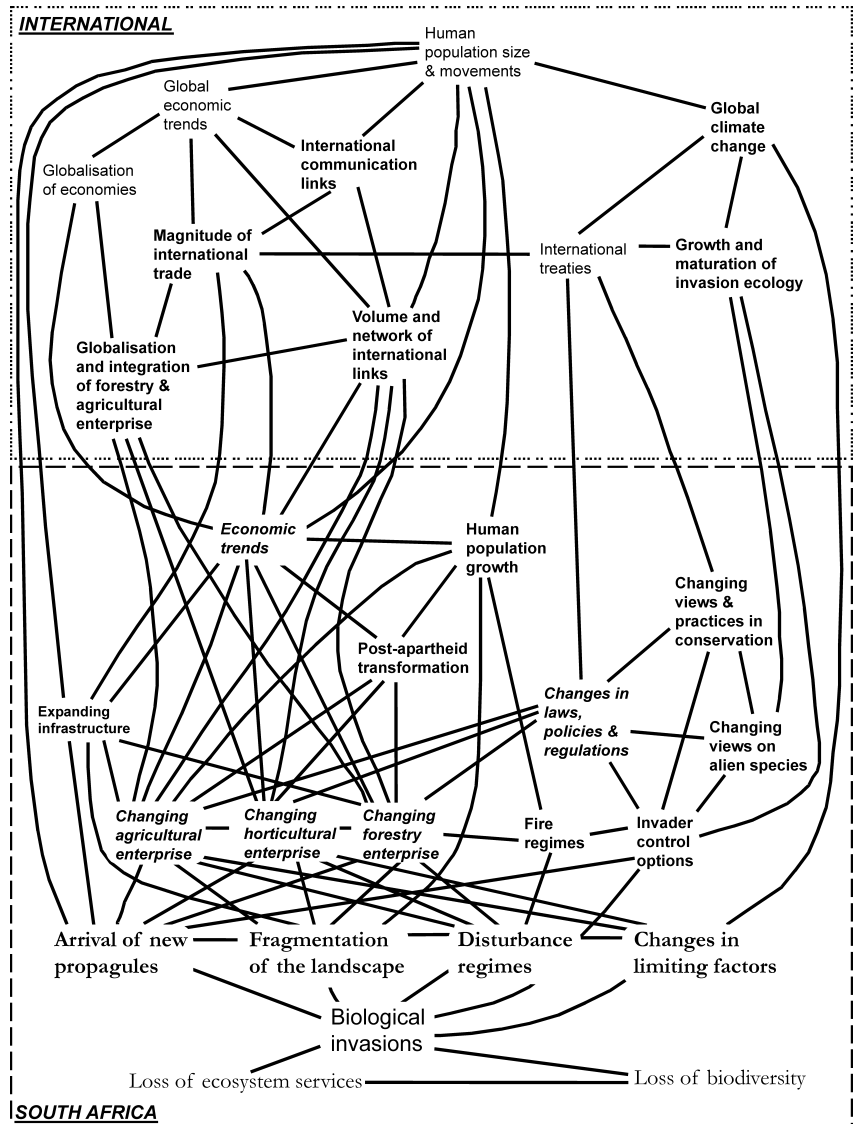 INTERNATIONAL
Human
population size
& movements
Global
economic
trends
Global
climate
change
International
communication
links
Globalisation
of economies
Magnitude of
international
trade
International
treaties
Growth and
maturation of
invasion ecology
Volume and
network of
international
links
Globalisation
and integration
of forestry &
agricultural
enterprise
Economic
trends
Human
population
growth
Changing
views &
practices in
conservation
Post-apartheid
transformation
Changes in
laws,
policies &
regulations
Expanding
infrastructure
Changing
views on
alien species
Changing
agricultural
enterprise
Changing
horticultural
enterprise
Changing
forestry
enterprise
Fire
regimes
Invader
control
options
Arrival of new
propagules
Fragmentation
of the landscape
Disturbance
regimes
Changes in
limiting factors
Biological
invasions
Loss of ecosystem services
Loss of biodiversity
SOUTH AFRICA